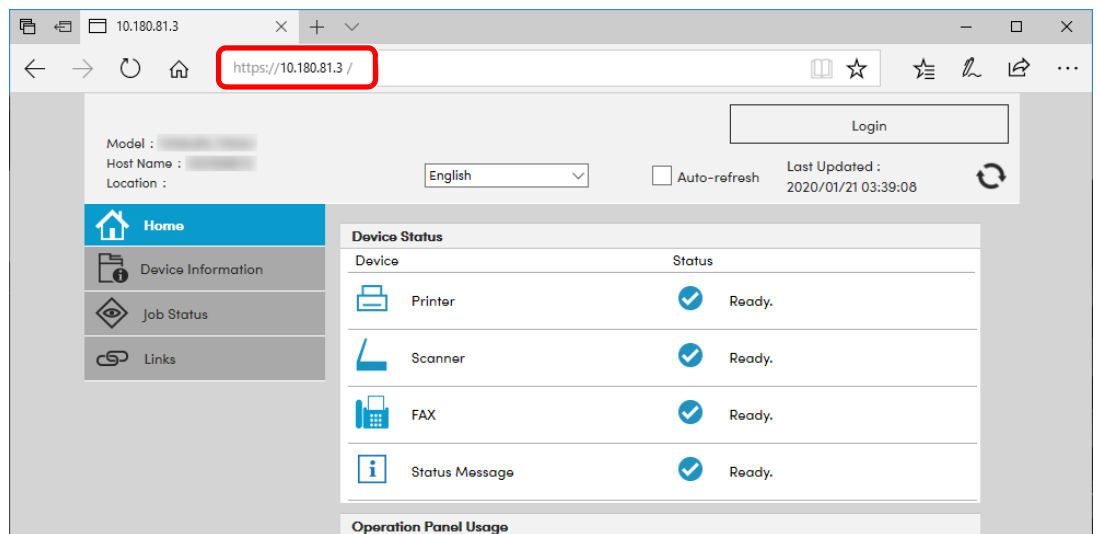 10.180.81.3
https://10.180.81.3 /
Login
Model :
Host Name :
Location :
English
Auto-refresh
Last Updated :
2020/01/21 03:39:08
Home
Device Information
Job Status
Links
Device Status
Device Status
Printer Ready.
Scanner Ready.
FAX Ready.
Status Message Ready.
Operation Panel Usage